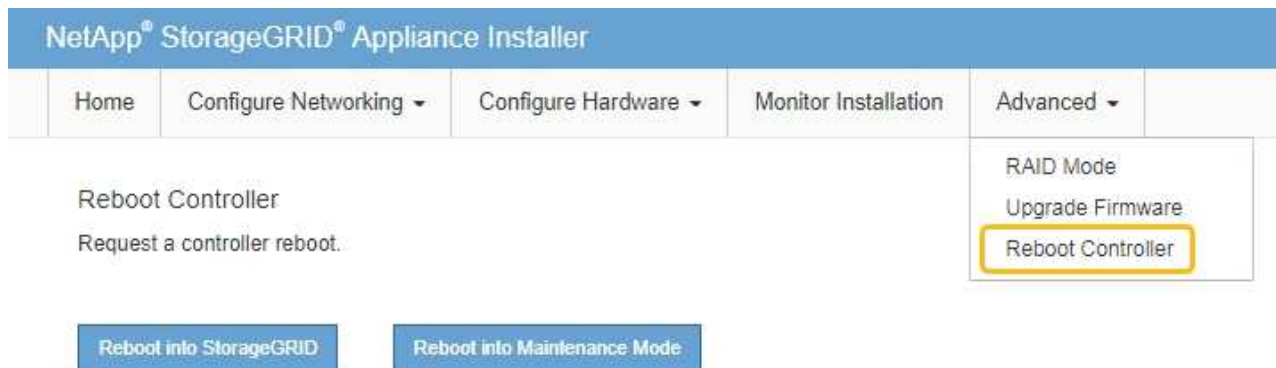 NetApp® StorageGRID® Appliance Installer
Home
Configure Networking
Configure Hardware
Monitor Installation
Advanced
RAID Mode
Upgrade Firmware
Reboot Controller
Reboot Controller
Request a controller reboot.
Reboot into StorageGRID
Reboot into Maintenance Mode